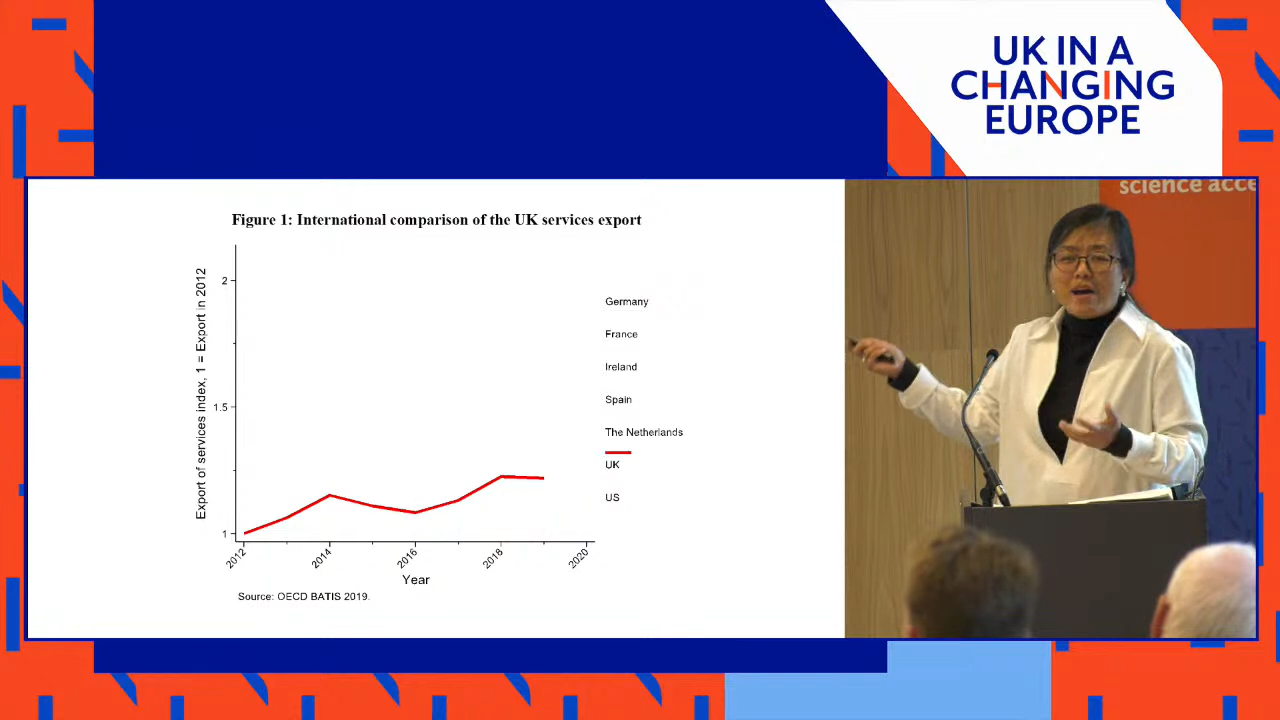 UK IN A
CHANGING
EUROPE
science acce
Figure 1: International comparison of the UK services export
Export of services index, 1 = Export in 2012
2
1.5
1
2012
2014
2016
2018
2020
Year
Source: OECD BATIS 2019.
Germany
France
Ireland
Spain
The Netherlands
UK
US